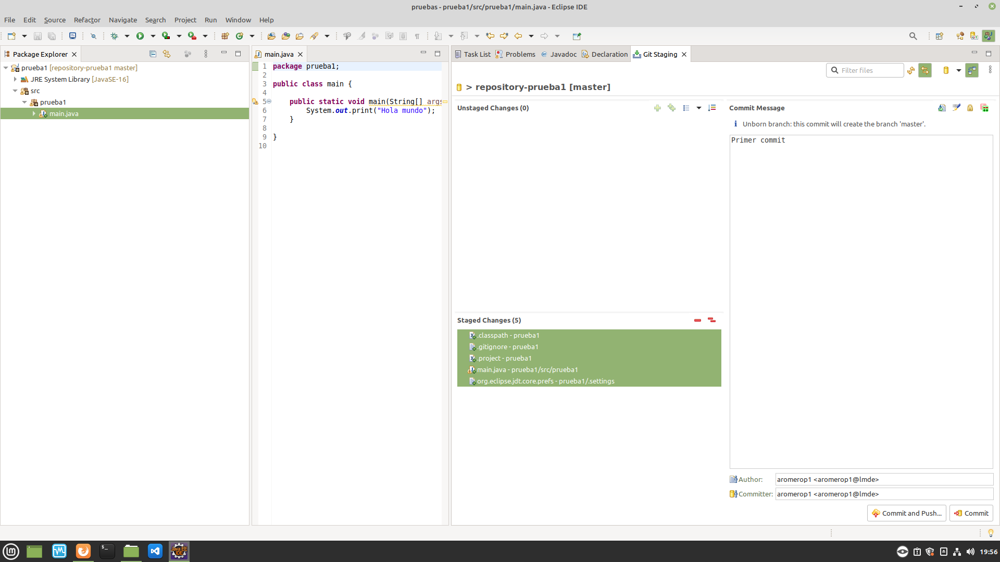 pruebas - prueba1/src/prueba1/main.java - Eclipse IDE
File Edit Source Refactor Navigate Search Project Run Window Help
Package Explorer
prueba1 [repository-prueba1 master]
JRE System Library [JavaSE-16]
src
prueba1
main.java
main.java
1 package prueba1;
2
3 public class main {
4
5 public static void main(String[] args
6 System.out.print("Hola mundo");
7 }
8
9 }
10
Task List Problems @ Javadoc Declaration Git Staging
Filter files
> repository-prueba1 [master]
Unstaged Changes (0)
Staged Changes (5)
.classpath - prueba1
.gitignore - prueba1
.project - prueba1
main.java - prueba1/src/prueba1
org.eclipse.jdt.core.prefs - prueba1/.settings
Commit Message
Unborn branch: this commit will create the branch 'master'.
Primer commit
Author: aromerop1 <aromerop1@lmde>
Committer: aromerop1 <aromerop1@lmde>
Commit and Push...
Commit
Java EE
IDE
19:56